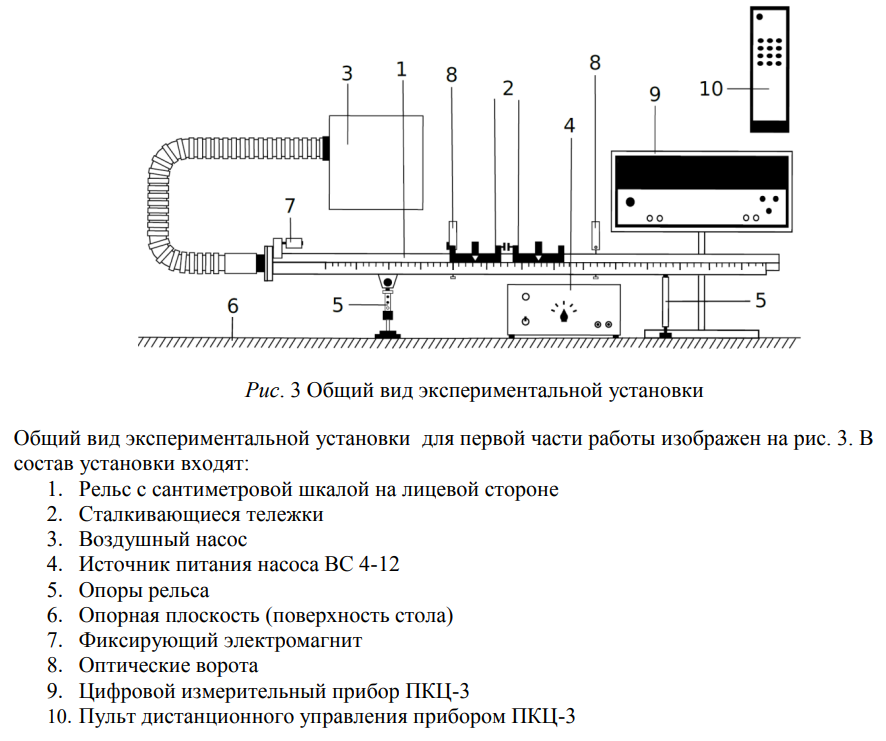 10
8
8
3
1
2
9
4
7
6
5
5
Рис. 3 Общий вид экспериментальной установки
Общий вид экспериментальной установки для первой части работы изображен на рис. 3. В
состав установки входят:
1. Рельс с сантиметровой шкалой на лицевой стороне
2. Сталкивающиеся тележки
3. Воздушный насос
4. Источник питания насоса ВС 4-12
5. Опоры рельса
6. Опорная плоскость (поверхность стола)
7. Фиксирующий электромагнит
8. Оптические ворота
9. Цифровой измерительный прибор ПКЦ-3
10. Пульт дистанционного управления прибором ПКЦ-3